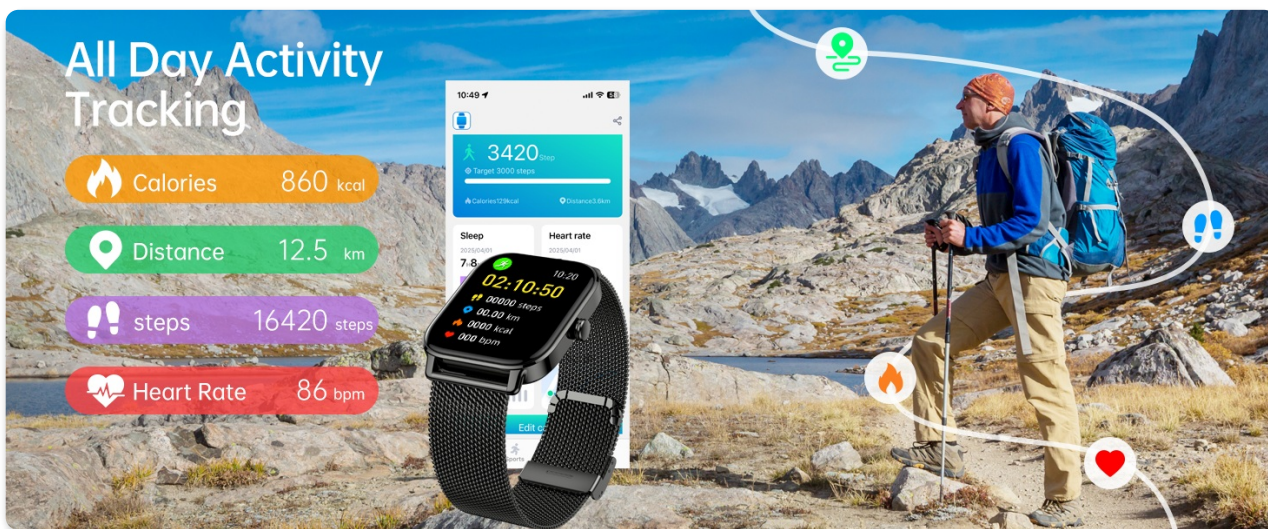 All Day Activity
Tracking
Calories 860 kcal
Distance 12.5 km
steps 16420 steps
Heart Rate 86 bpm
10:49
3420 Step
Target 3000 steps
Calories129kcal
Distance3.6km
Sleep
Heart rate
2025/04/01
2025/04/01
10:20
02:10:50
00000 steps
00.00 km
0000 kcal
000 bpm
Edit